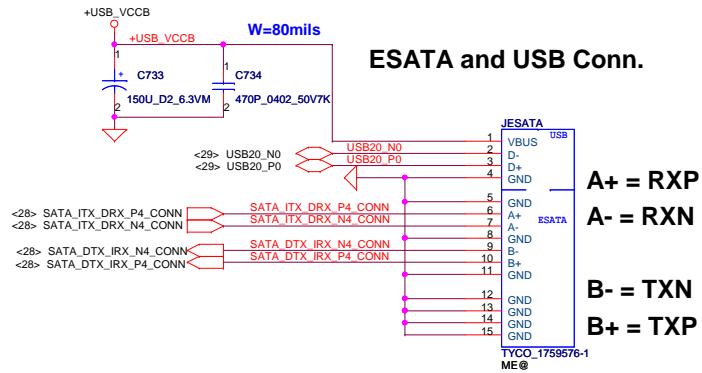 +USB_VCCB
+USB_VCCB
W=80mils
ESATA and USB Conn.
1
+
C733
150U_D2_6.3VM
2
1
C734
470P_0402_50V7K
2
JESATA
USB
1 VBUS
<29> USB20_N0 USB20_N0 2 D-
<29> USB20_P0 USB20_P0 3 D+
4 GND
A+ = RXP
5 GND
ESATA
<28> SATA_ITX_DRX_P4_CONN SATA_ITX_DRX_P4_CONN 6 A+
<28> SATA_ITX_DRX_N4_CONN SATA_ITX_DRX_N4_CONN 7 A-
A- = RXN
8 GND
<28> SATA_DTX_IRX_N4_CONN SATA_DTX_IRX_N4_CONN 9 B-
<28> SATA_DTX_IRX_P4_CONN SATA_DTX_IRX_P4_CONN 10 B+
11 GND
B- = TXN
12 GND
13 GND
14 GND
15 GND
B+ = TXP
TYCO_1759576-1
ME@